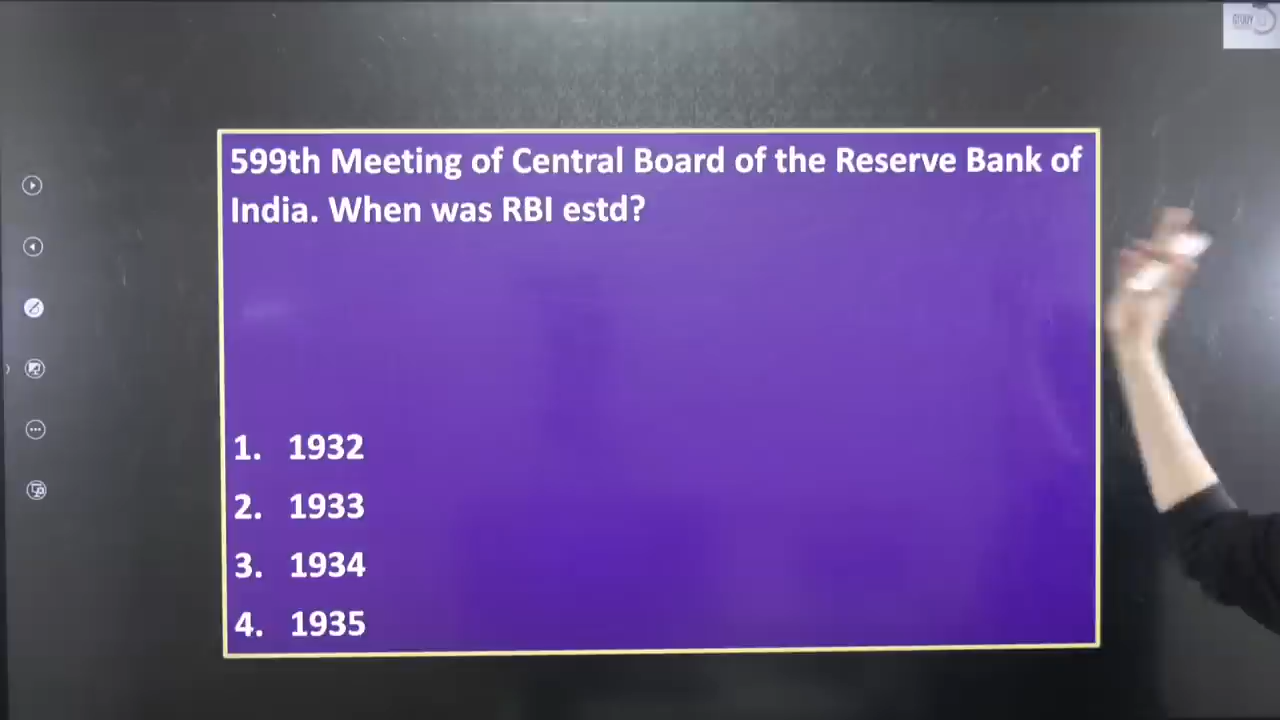 STUDY
599th Meeting of Central Board of the Reserve Bank of
India. When was RBI estd?
1. 1932
2. 1933
3. 1934
4. 1935